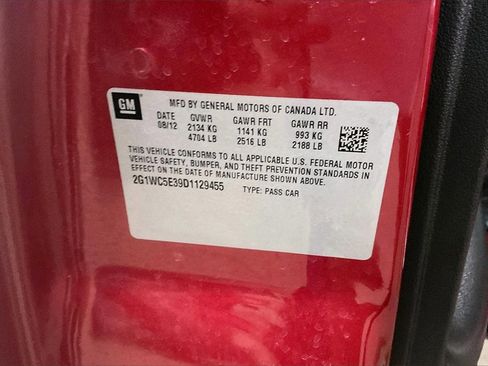 GM
MFD BY GENERAL MOTORS OF CANADA LTD.
DATE GVWR GAWR FRT GAWR RR
08/12 2134 KG 1141 KG 993 KG
4704 LB 2516 LB 2188 LB
THIS VEHICLE CONFORMS TO ALL APPLICABLE U.S. FEDERAL MOTOR
VEHICLE SAFETY, BUMPER, AND THEFT PREVENTION STANDARDS IN
EFFECT ON THE DATE OF MANUFACTURE SHOWN ABOVE.
2G1WC5E39D1129455 TYPE: PASS CAR